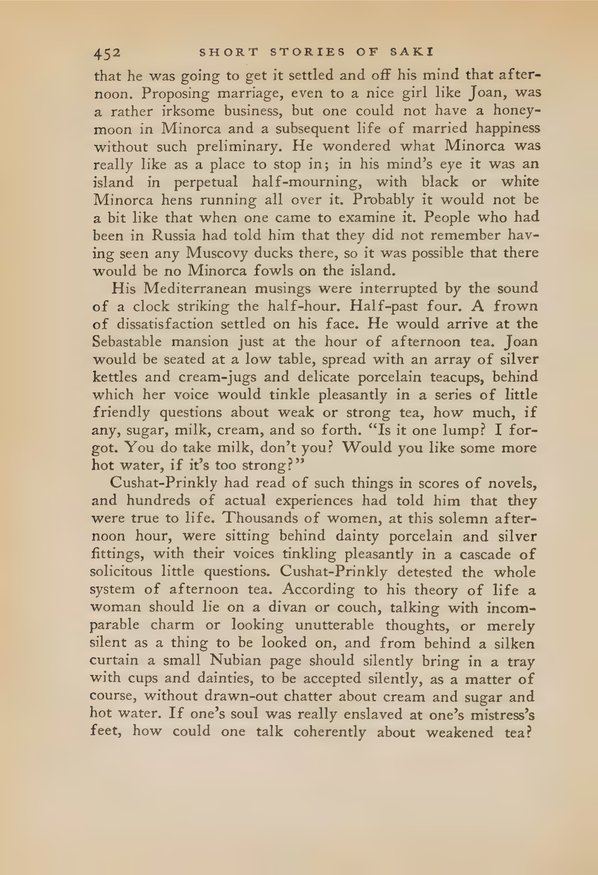 452 SHORT STORIES OF SAKI
that he was going to get it settled and off his mind that after-
noon. Proposing marriage, even to a nice girl like Joan, was
a rather irksome business, but one could not have a honey-
moon in Minorca and a subsequent life of married happiness
without such preliminary. He wondered what Minorca was
really like as a place to stop in; in his mind's eye it was an
island in perpetual half-mourning, with black or white
Minorca hens running all over it. Probably it would not be
a bit like that when one came to examine it. People who had
been in Russia had told him that they did not remember hav-
ing seen any Muscovy ducks there, so it was possible that there
would be no Minorca fowls on the island.
His Mediterranean musings were interrupted by the sound
of a clock striking the half-hour. Half-past four. A frown
of dissatisfaction settled on his face. He would arrive at the
Sebastable mansion just at the hour of afternoon tea. Joan
would be seated at a low table, spread with an array of silver
kettles and cream-jugs and delicate porcelain teacups, behind
which her voice would tinkle pleasantly in a series of little
friendly questions about weak or strong tea, how much, if
any, sugar, milk, cream, and so forth. “Is it one lump? I for-
got. You do take milk, don't you? Would you like some more
hot water, if it's too strong?”
Cushat-Prinkly had read of such things in scores of novels,
and hundreds of actual experiences had told him that they
were true to life. Thousands of women, at this solemn after-
noon hour, were sitting behind dainty porcelain and silver
fittings, with their voices tinkling pleasantly in a cascade of
solicitous little questions. Cushat-Prinkly detested the whole
system of afternoon tea. According to his theory of life a
woman should lie on a divan or couch, talking with incom-
parable charm or looking unutterable thoughts, or merely
silent as a thing to be looked on, and from behind a silken
curtain a small Nubian page should silently bring in a tray
with cups and dainties, to be accepted silently, as a matter of
course, without drawn-out chatter about cream and sugar and
hot water. If one's soul was really enslaved at one's mistress's
feet, how could one talk coherently about weakened tea?